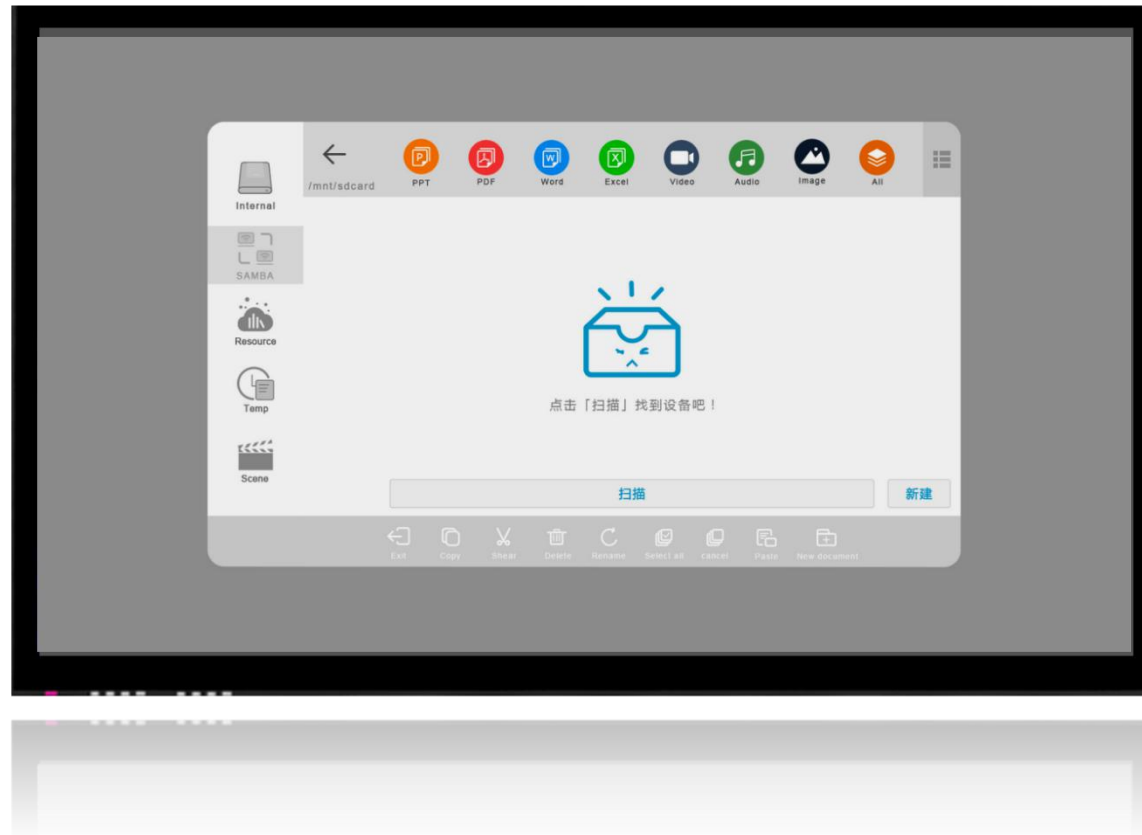 Internal
SAMBA
Resource
Temp
Scene
/mnt/sdcard
PPT
PDF
Word
Excel
Video
Audio
Image
All
点击「扫描」找到设备吧！
扫描
新建
Exit
Copy
Shear
Delete
Rename
Select all
cancel
Paste
New document